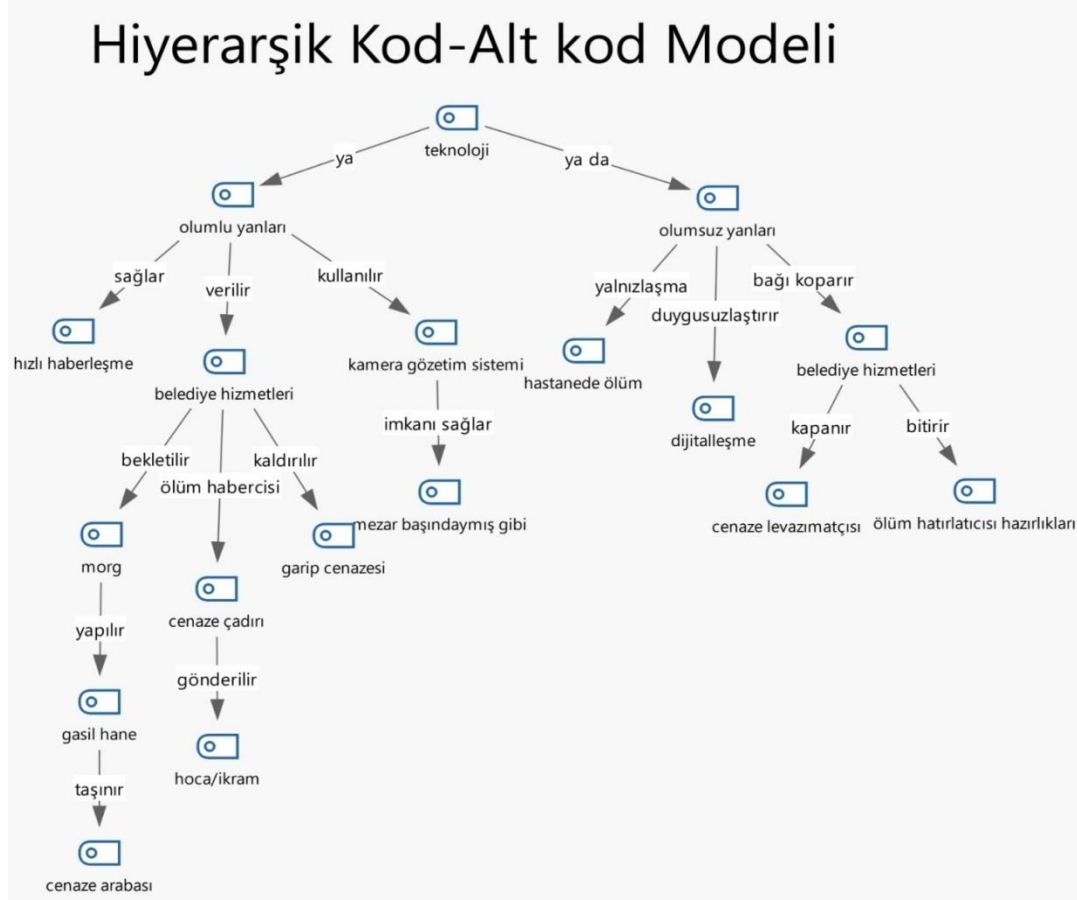 Hiyerarşik Kod-Alt kod Modeli
teknoloji
ya
ya da
olumlu yanları
olumsuz yanları
sağlar
verilir
kullanılır
yalnızlaşma
duygusuzlaştırır
bağı koparır
hızlı haberleşme
belediye hizmetleri
kamera gözetim sistemi
hastanede ölüm
dijitalleşme
belediye hizmetleri
bekletilir
ölüm habercisi
kaldırılır
imkanı sağlar
kapanır
bitirir
morg
cenaze çadırı
garip cenazesi
mezar başındaymış gibi
cenaze levazımatçısı
ölüm hatırlatıcısı hazırlıkları
yapılır
gönderilir
gasil hane
hoca/ikram
taşınır
cenaze arabası